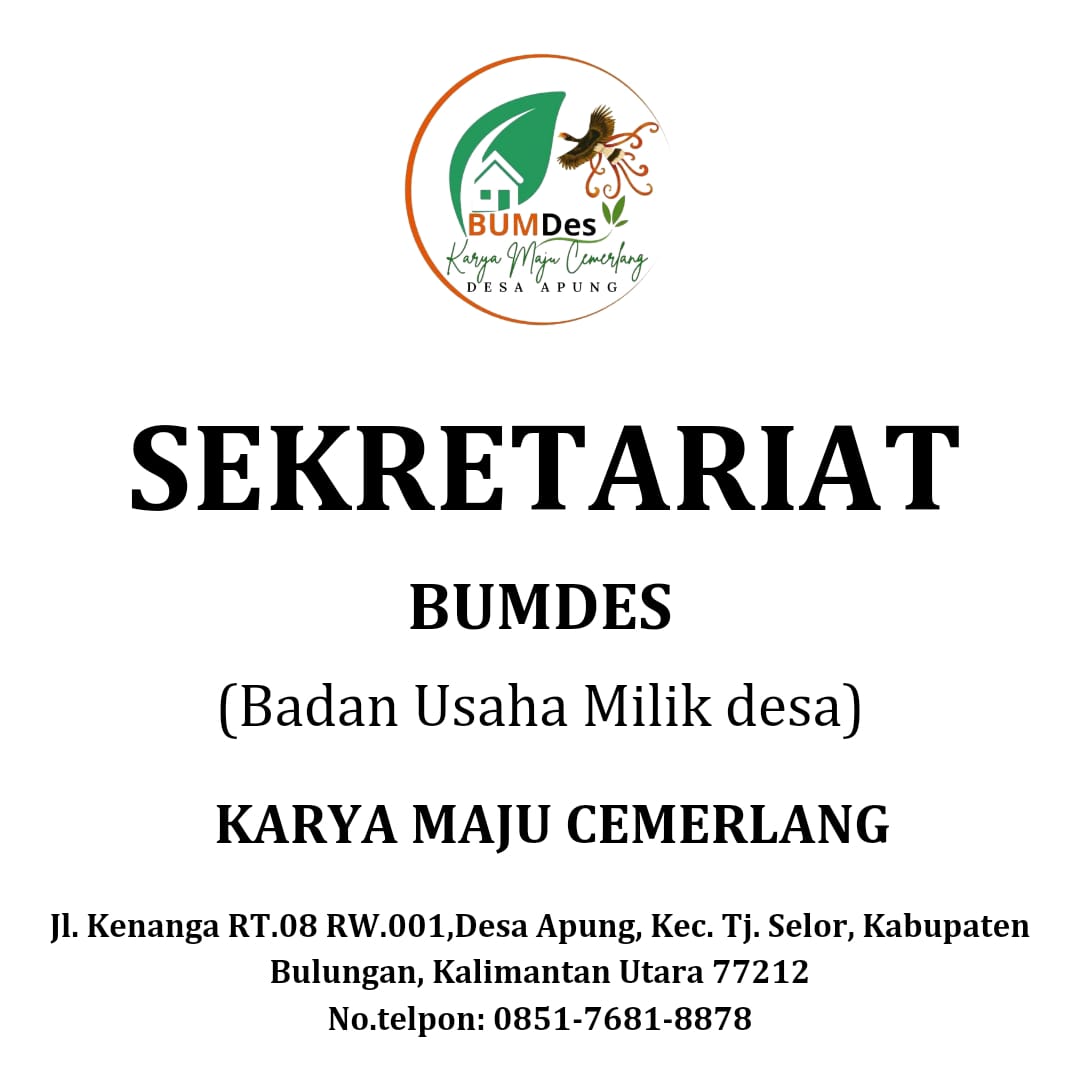 BUMDes
Karya Maju Cemerlang
DESA APUNG
SEKRETARIAT
BUMDES
(Badan Usaha Milik desa)
KARYA MAJU CEMERLANG
Jl. Kenanga RT.08 RW.001,Desa Apung, Kec. Tj. Selor, Kabupaten
Bulungan, Kalimantan Utara 77212
No.telpon: 0851-7681-8878